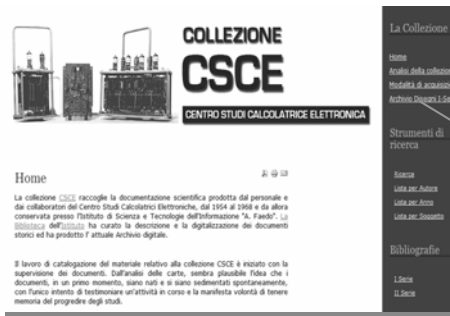 COLLEZIONE
CSCE
CENTRO STUDI CALCOLATRICE ELETTRONICA
Home
La collezione CSCE raccoglie la documentazione scientifica prodotta dal personale e
dai collaboratori del Centro Studi Calcolatrici Elettroniche, dal 1954 al 1968 e da allora
conservata presso l'Istituto di Scienza e Tecnologie dell'Informazione "A. Faedo". La
Biblioteca dell'Istituto ha curato la descrizione e la digitalizzazione dei documenti
storici ed ha prodotto l' attuale Archivio digitale.
Il lavoro di catalogazione del materiale relativo alla collezione CSCE è iniziato con la
supervisione dei documenti. Dall'analisi delle carte, sembra plausibile l'idea che i
documenti, in un primo momento, siano nati e si siano sedimentati spontaneamente,
con l'unico intento di testimoniare un'attività in corso e la manifesta volontà di tenere
memoria del progredire degli studi.
La Collezione
Home
Analisi della collezion
Modalità di acquisizi
Archivio Disegni I-Se
Strumenti di
ricerca
Ricerca
Lista per Autore
Lista per Anno
Lista per Soggetto
Bibliografie
I Serie
II Serie